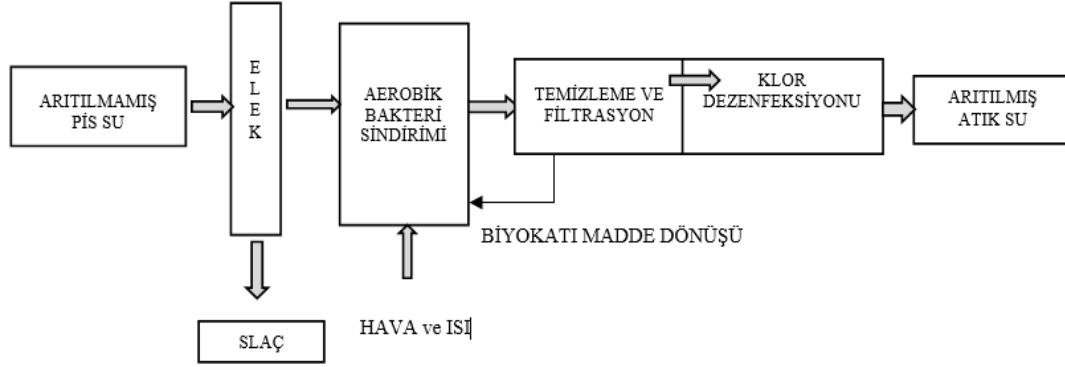 ARITILMAMIŞ
PİS SU
E
L
E
K
AEROBİK
BAKTERİ
SİNDİRİMİ
TEMİZLEME VE
FİLTRASYON
KLOR
DEZENFEKSİYONU
ARITILMIŞ
ATIK SU
BİYOKATI MADDE DÖNÜŞÜ
HAVA ve ISI
SLAÇ